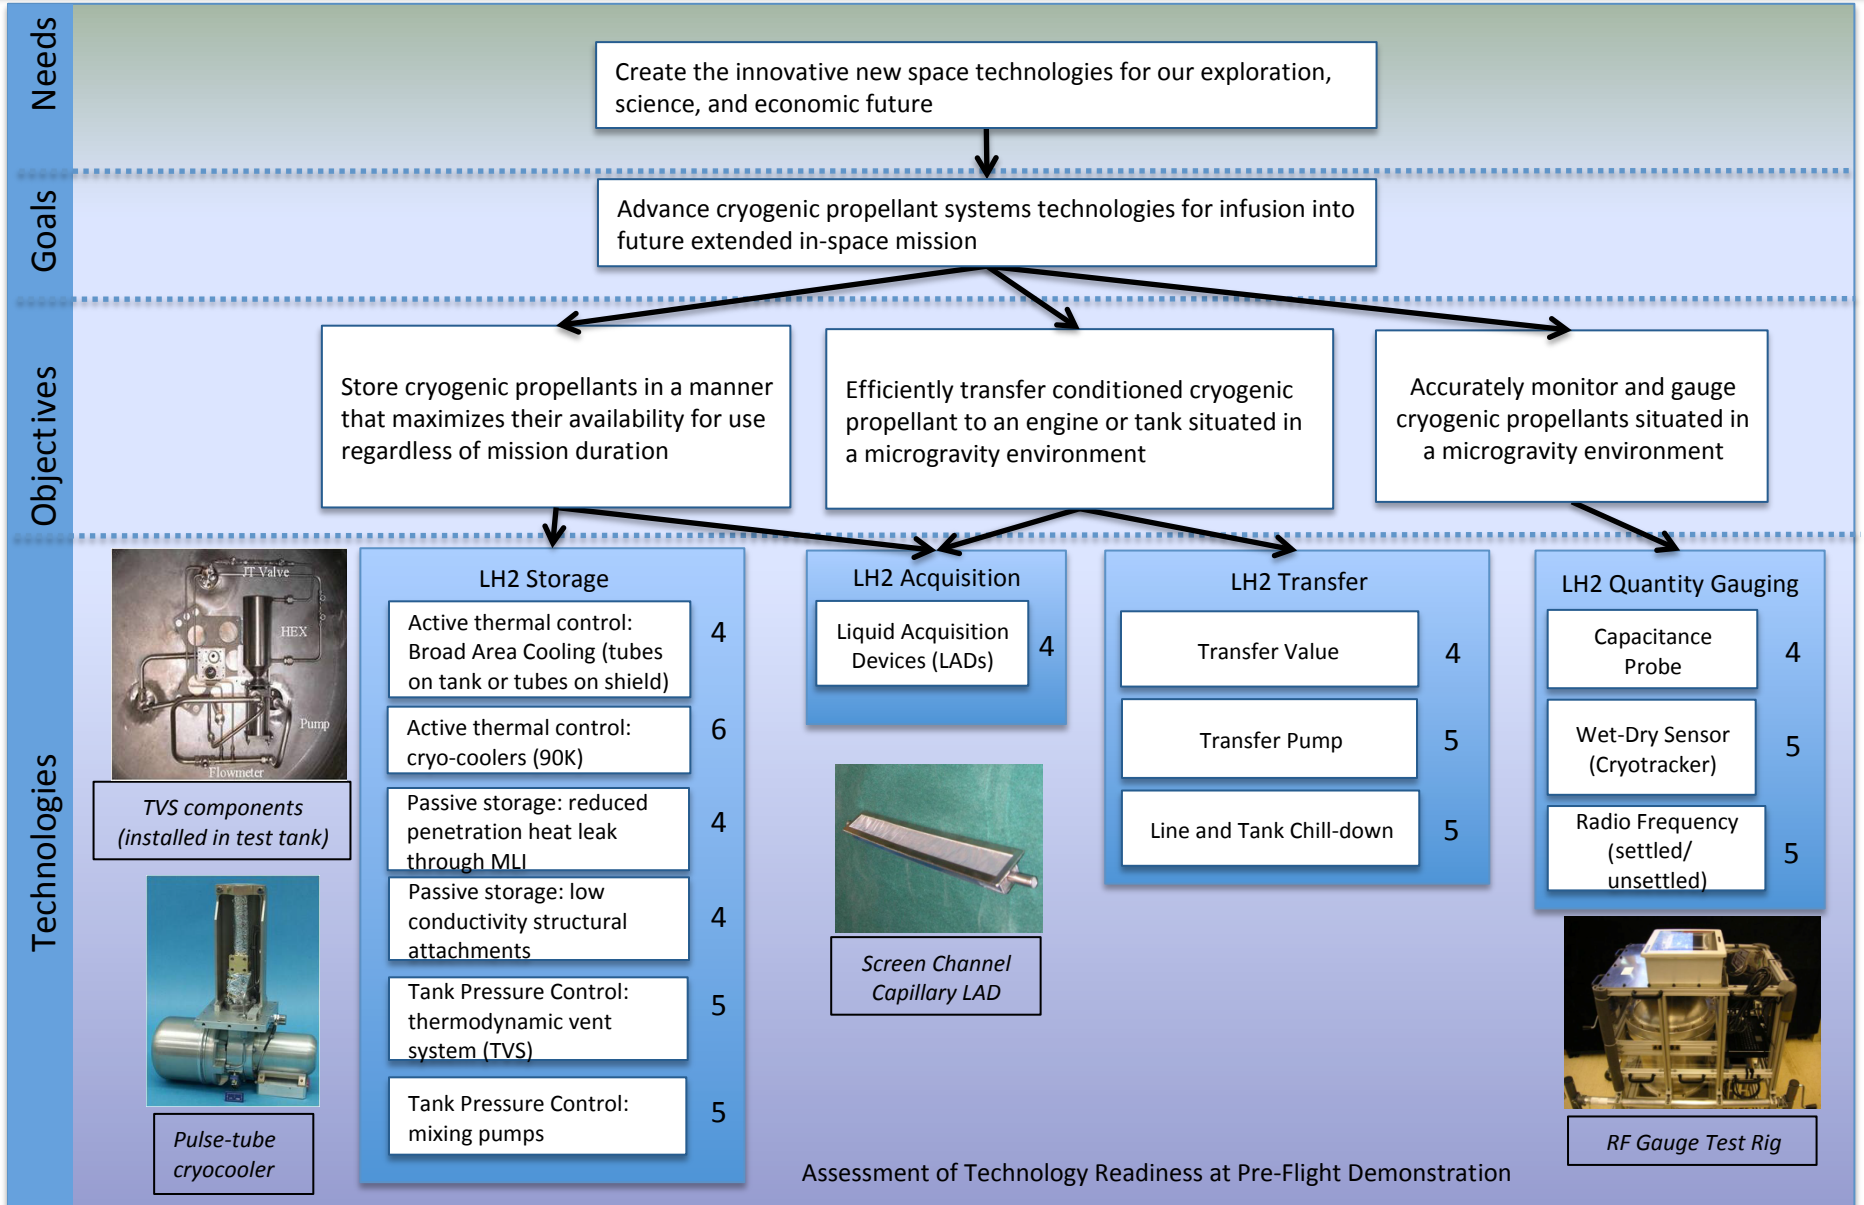 Needs
Create the innovative new space technologies for our exploration,
science, and economic future
Goals
Advance cryogenic propellant systems technologies for infusion into
future extended in-space mission
Objectives
Store cryogenic propellants in a manner
that maximizes their availability for use
regardless of mission duration
Efficiently transfer conditioned cryogenic
propellant to an engine or tank situated in
a microgravity environment
Accurately monitor and gauge
cryogenic propellants situated in
a microgravity environment
Technologies
JT Valve
HEX
Pump
Flowmeter
TVS components
(installed in test tank)
Pulse-tube
cryocooler
LH2 Storage
Active thermal control:
Broad Area Cooling (tubes
on tank or tubes on shield)
4
Active thermal control:
cryo-coolers (90K)
6
Passive storage: reduced
penetration heat leak
through MLI
4
Passive storage: low
conductivity structural
attachments
4
Tank Pressure Control:
thermodynamic vent
system (TVS)
5
Tank Pressure Control:
mixing pumps
5
LH2 Acquisition
Liquid Acquisition
Devices (LADs)
4
Screen Channel
Capillary LAD
LH2 Transfer
Transfer Value
4
Transfer Pump
5
Line and Tank Chill-down
5
LH2 Quantity Gauging
Capacitance
Probe
4
Wet-Dry Sensor
(Cryotracker)
5
Radio Frequency
(settled/
unsettled)
5
RF Gauge Test Rig
Assessment of Technology Readiness at Pre-Flight Demonstration